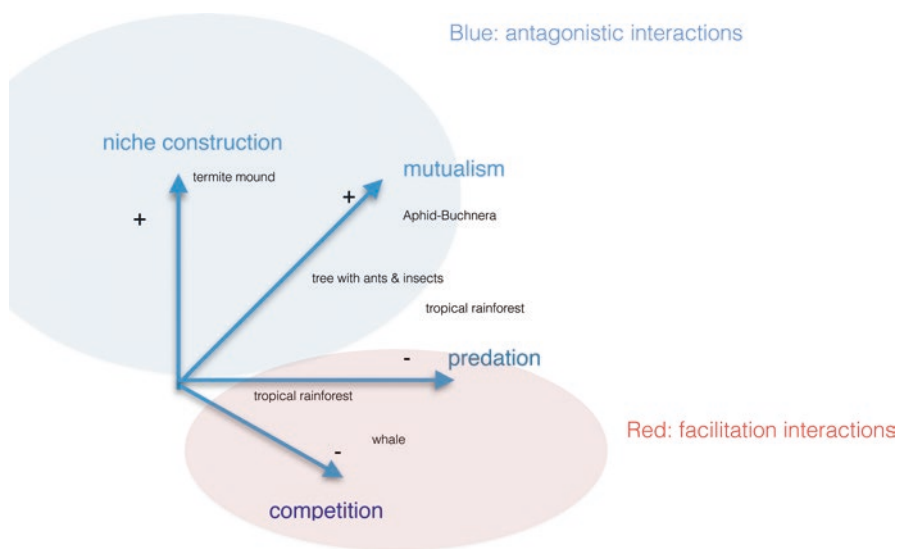 Blue: antagonistic interactions
niche construction
termite mound
mutualism
+
+
Aphid-Buchnera
tree with ants & insects
tropical rainforest
-
predation
tropical rainforest
Red: facilitation interactions
whale
-
competition